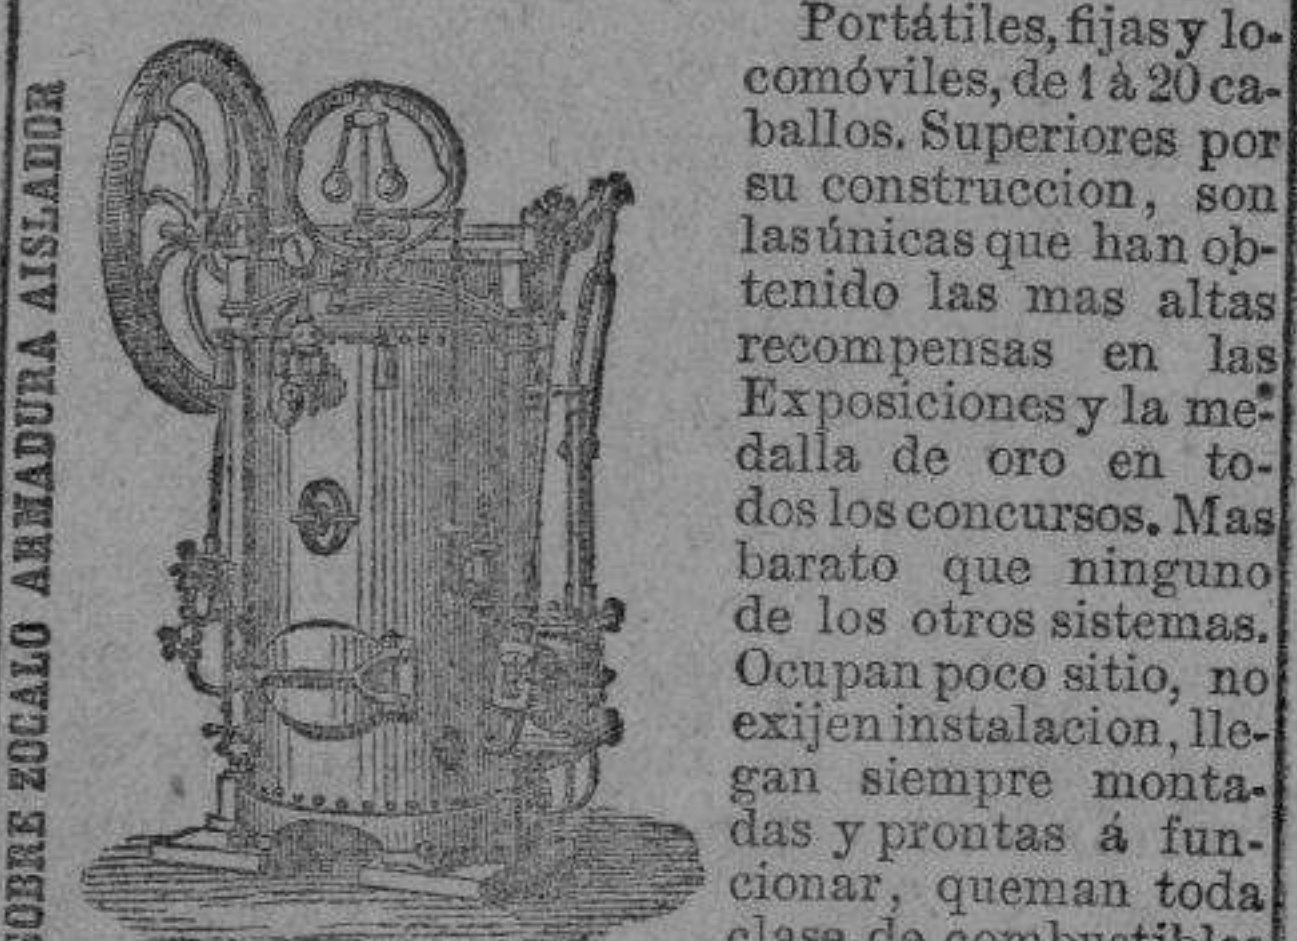 SOBRE ZOCALO ARMADURA AISLADOR
Portátiles, fijas y lo-
comóviles, de 1 à 20 ca-
ballos. Superiores por
su construccion, son
las únicas que han ob-
tenido las mas altas
recompensas en las
Exposiciones y la me-
dalla de oro en to-
dos los concursos. Mas
barato que ninguno
de los otros sistemas.
Ocupan poco sitio, no
exijen instalacion, lle-
gan siempre monta-
das y prontas á fun-
cionar, queman toda
clase de combustibles